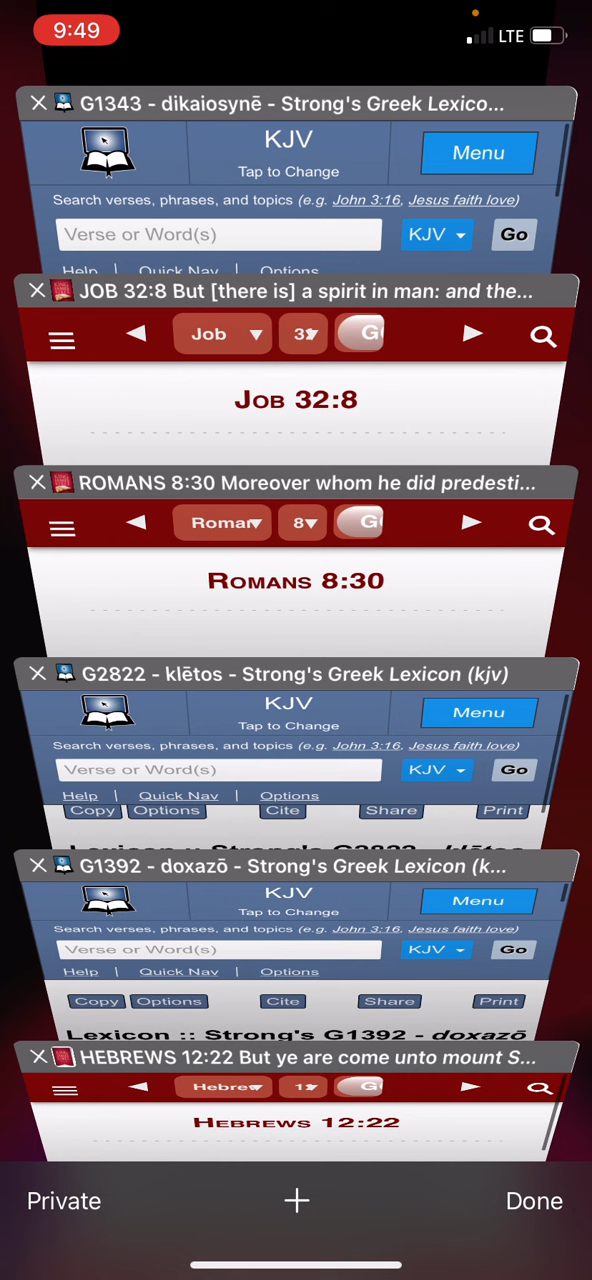 9:49
LTE
G1343 - dikaiosynē - Strong's Greek Lexico...
KJV
Menu
Tap to Change
Search verses, phrases, and topics (e.g. John 3:16, Jesus faith love)
Verse or Word(s)
KJV
Go
Help | Quick Nav | Options
JOB 32:8 But [there is] a spirit in man: and the...
Job
JOB 32:8
ROMANS 8:30 Moreover whom he did predesti...
Roman
8
ROMANS 8:30
G2822 - klētos - Strong's Greek Lexicon (kjv)
KJV
Menu
Tap to Change
Search verses, phrases, and topics (e.g. John 3:16, Jesus faith love)
Verse or Word(s)
KJV
Go
Help | Quick Nav | Options
Copy Options Cite Share Print
G1392 - doxazō - Strong's Greek Lexicon (k...
KJV
Menu
Tap to Change
Search verses, phrases, and topics (e.g. John 3:16, Jesus faith love)
Verse or Word(s)
KJV
Go
Help | Quick Nav | Options
Copy Options Cite Share Print
Lexicon :: Strong's G1392 - doxazō
HEBREWS 12:22 But ye are come unto mount S...
HEBREWS 12:22
Private
Done